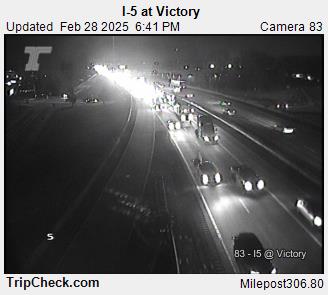 I-5 at Victory
Updated Feb 28 2025 6:41 PM
Camera 83
S
83 - I5 @ Victory
TripCheck.com
Milepost306.80